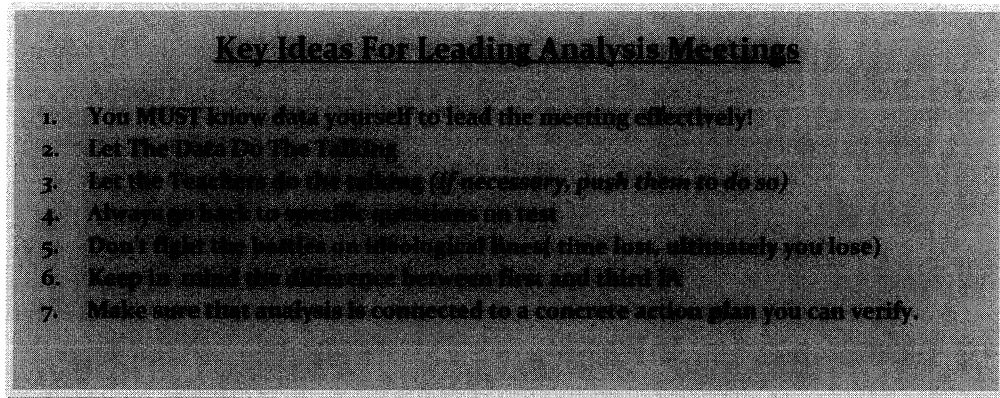 Key Ideas For Leading Analysis Meetings
1. You MUST know data yourself to lead the meeting effectively!
2. Let The Data Do The Talking
3. Let the Teachers do the talking (if necessary, push them to do so)
4. Always go back to specific questions on test
5. Don't fight the battles on ideological lines( time lost, ultimately you lose)
6. Keep in mind the difference between first and third IA
7. Make sure that analysis is connected to a concrete action plan you can verify.